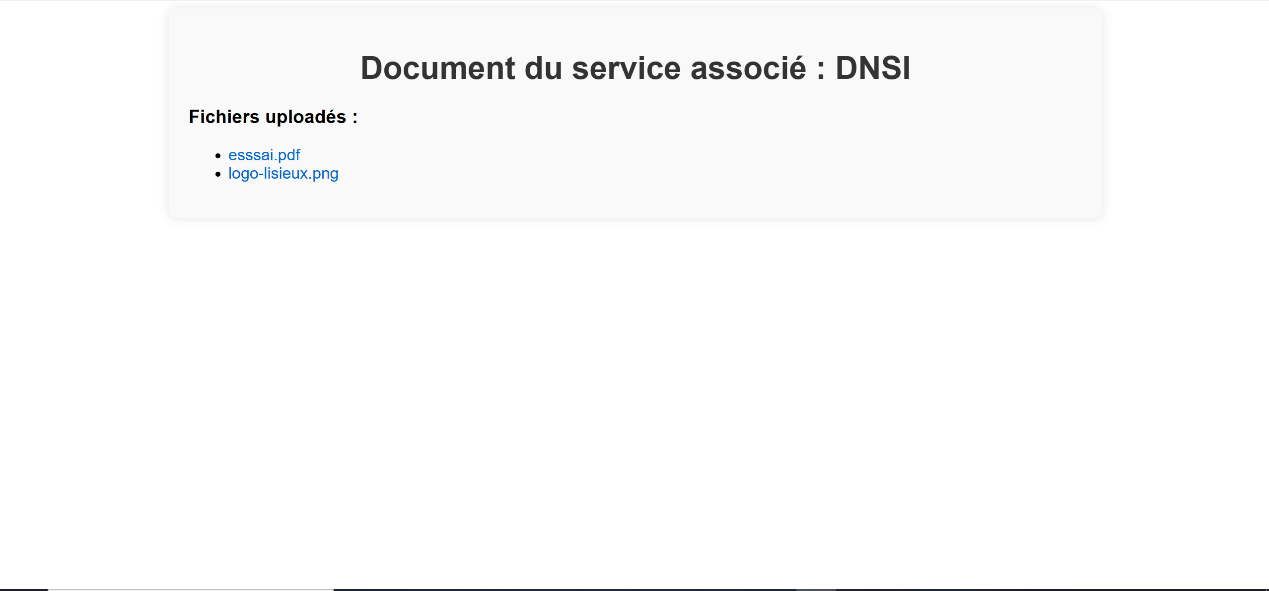 Document du service associé : DNSI
Fichiers uploadés :
esssai.pdf
logo-lisieux.png